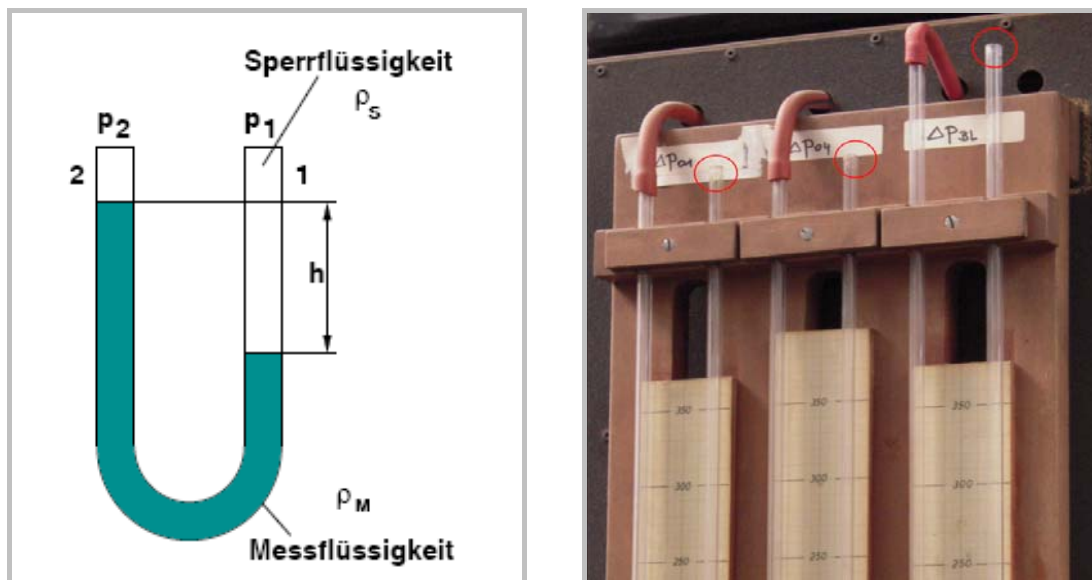 Sperrflüssigkeit
ρS
p2
p1
2
1
h
ρM
Messflüssigkeit
Δp01
Δp04
ΔpBL
350
350
350
300
300
300
250
250
250